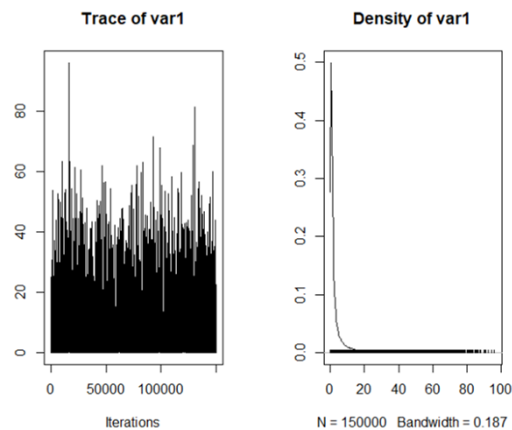 Trace of var1
80
60
40
20
0
0 50000 100000
Iterations
Density of var1
0.5
0.4
0.3
0.2
0.1
0.0
0 20 40 60 80 100
N = 150000 Bandwidth = 0.187